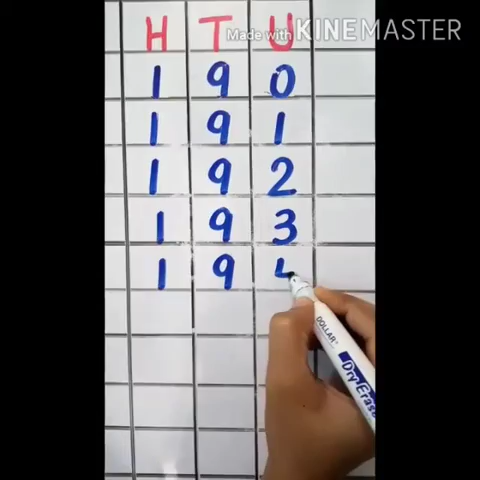 Made with KINEMASTER
H T U
1 9 0
1 9 1
1 9 2
1 9 3
1 9 4
DOLLAR
Dry Erase